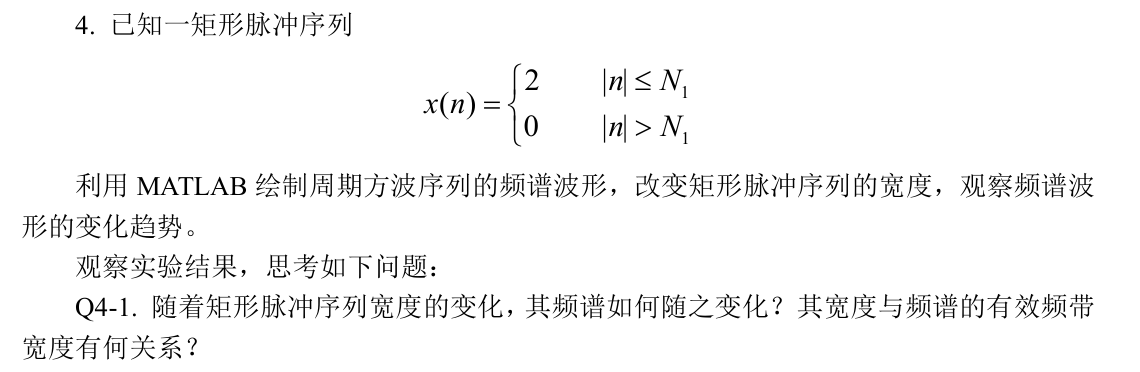 4. 已知一矩形脉冲序列
x(n) = { 2 |n| ≤ N₁
0 |n| > N₁
利用 MATLAB 绘制周期方波序列的频谱波形，改变矩形脉冲序列的宽度，观察频谱波
形的变化趋势。
观察实验结果，思考如下问题：
Q4-1. 随着矩形脉冲序列宽度的变化，其频谱如何随之变化？其宽度与频谱的有效频带
宽度有何关系？